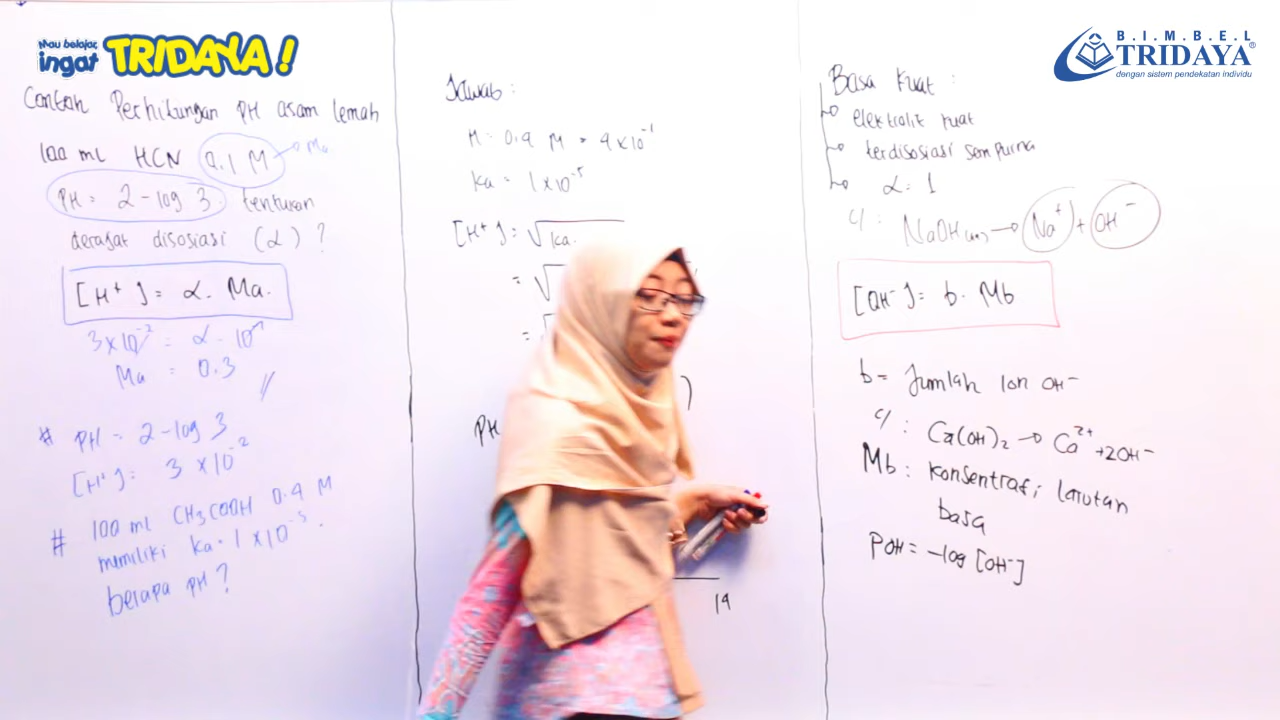 Mau belajar,
ingat TRIDAYA!
B.I.M.B.E.L
TRIDAYA®
dengan sistem pendekatan individu
Contoh Perhitungan PH asam lemah
100 ml HCN 0.1 M → Ma
PH = 2 - log 3 tentukan
derajat disosiasi (α) ?
[H⁺] = α . Ma.
3 x 10⁻² = α . 10⁻¹
Ma = 0.3 //
# PH = 2 - log 3
[H⁺] : 3 x 10⁻²
# 100 ml CH3COOH 0.4 M
memiliki Ka = 1 x 10⁻⁵.
berapa PH ?
Jawab :
M = 0.4 M = 4 x 10⁻¹
Ka = 1 x 10⁻⁵
[H⁺] = √Ka.
= √
= √
)
PH
14
Basa Kuat :
→ elektrolit kuat
→ terdisosiasi sempurna
→ α = 1
c/ : NaOH → Na⁺ + OH⁻
[OH⁻] = b . Mb
b = Jumlah Ion OH⁻
c/ : Ca(OH)₂ → Ca²⁺ + 2OH⁻
Mb : konsentrasi larutan
basa
POH = -log [OH⁻]